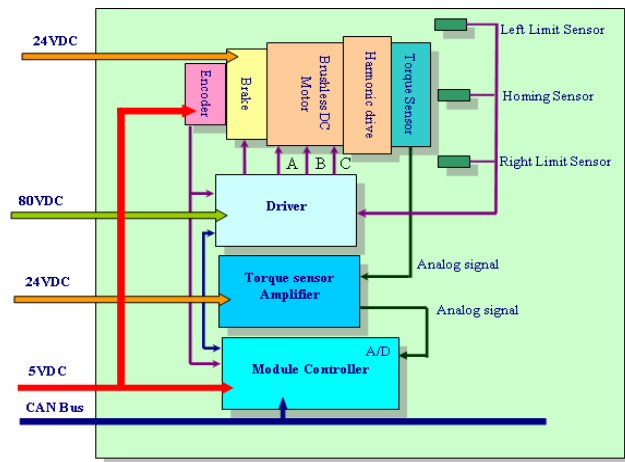 24VDC
Left Limit Sensor
Encoder
Brake
Brushless DC
Motor
Harmonic drive
Torque Sensor
Homing Sensor
A B C
Right Limit Sensor
80VDC
Driver
Analog signal
24VDC
Torque sensor
Amplifier
Analog signal
A/D
5VDC
Module Controller
CAN Bus